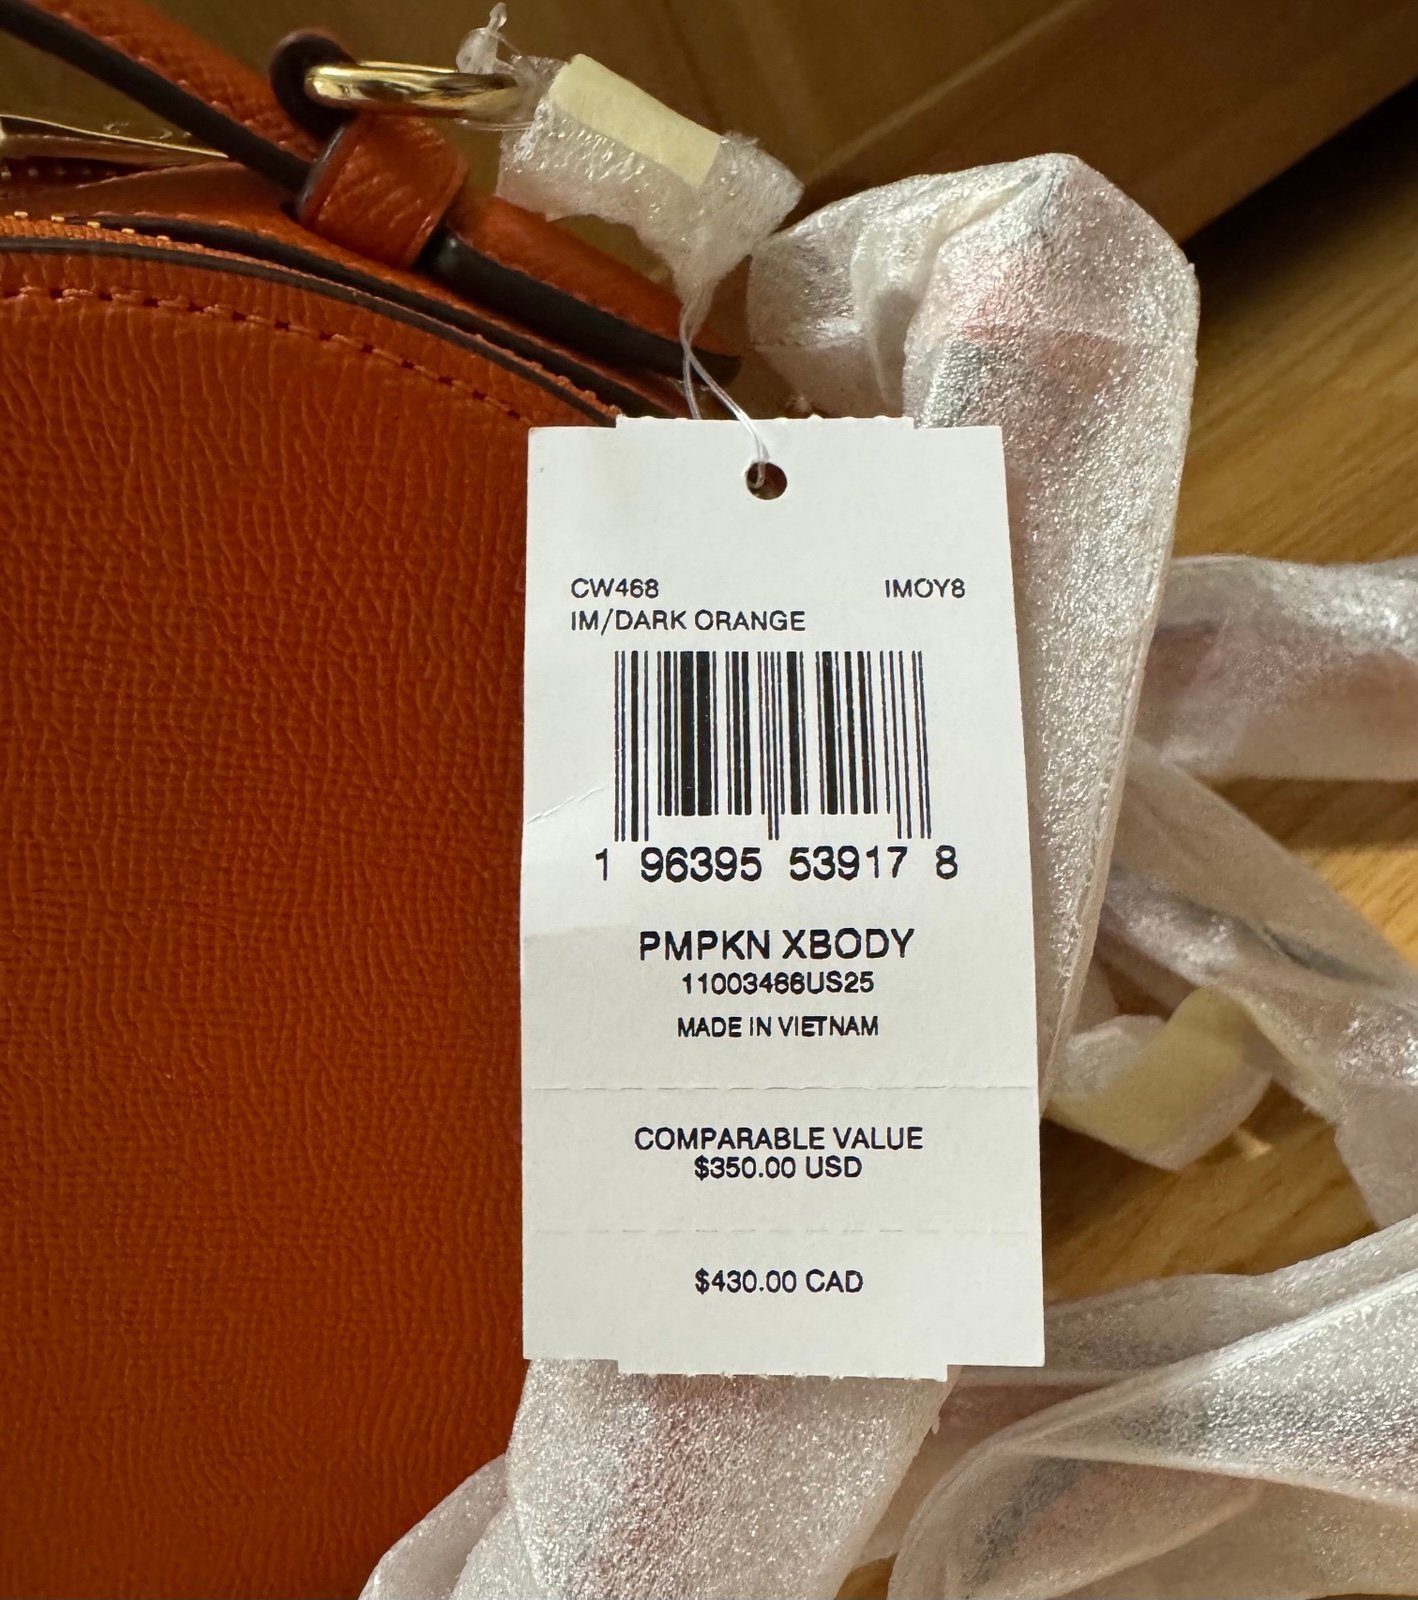 CW468 IMOY8
IM/DARK ORANGE
1 96395 53917 8
PMPKN XBODY
11003466US25
MADE IN VIETNAM
COMPARABLE VALUE
$350.00 USD
$430.00 CAD